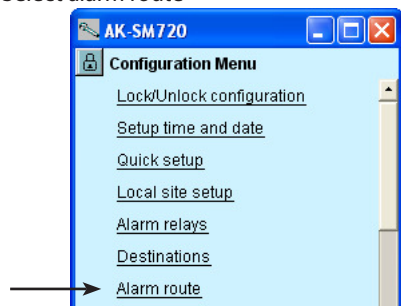 Select alarm route
AK-SM720
Configuration Menu
Lock/Unlock configuration
Setup time and date
Quick setup
Local site setup
Alarm relays
Destinations
Alarm route